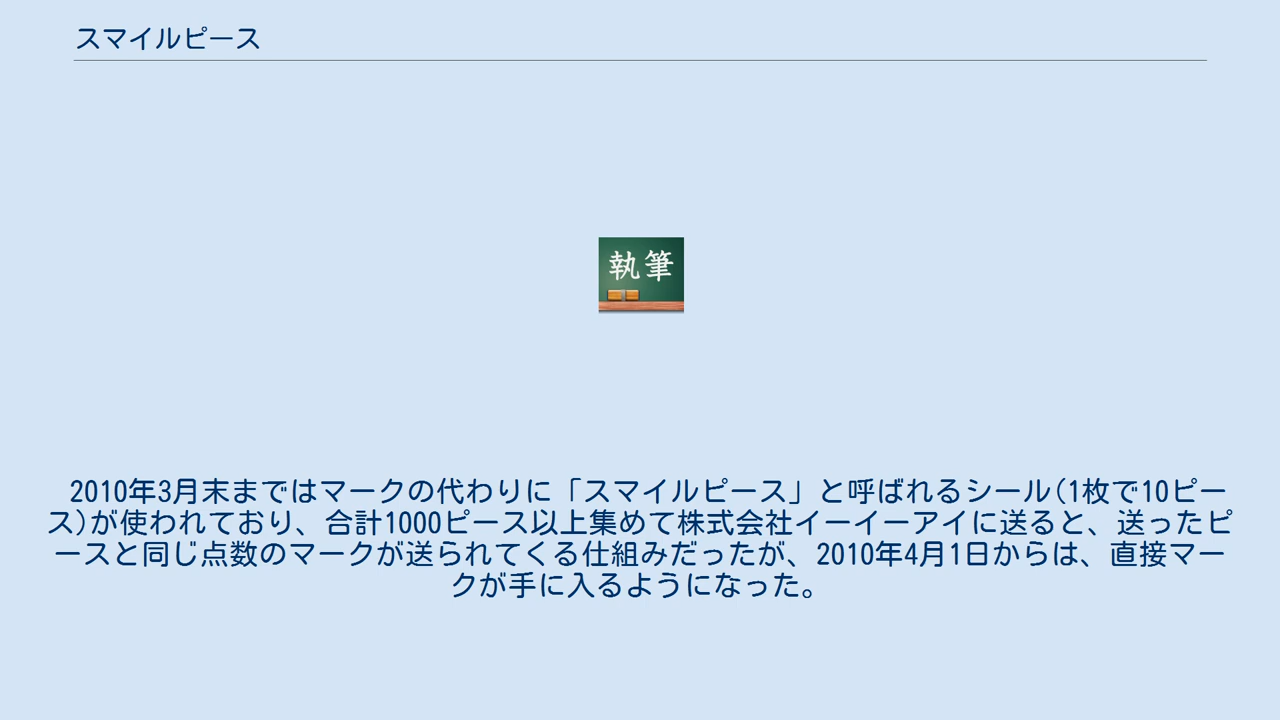 スマイルピース
執筆
2010年3月末まではマークの代わりに「スマイルピース」と呼ばれるシール(1枚で10ピー
ス)が使われており、合計1000ピース以上集めて株式会社イーイーアイに送ると、送ったピ
ースと同じ点数のマークが送られてくる仕組みだったが、2010年4月1日からは、直接マー
クが手に入るようになった。